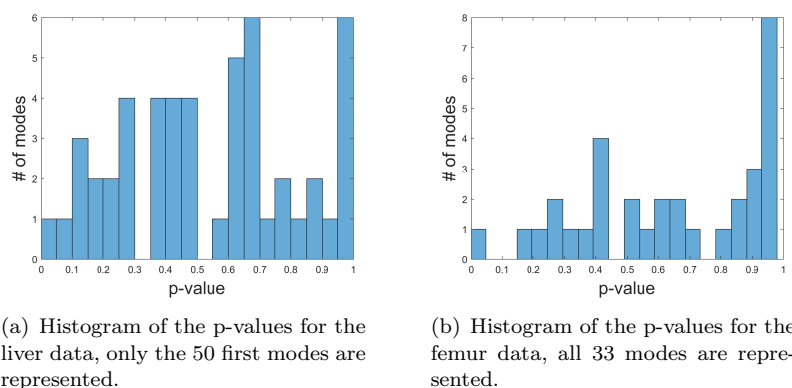 6
5
4
3
2
1
0
# of modes
0 0.1 0.2 0.3 0.4 0.5 0.6 0.7 0.8 0.9 1
p-value
(a) Histogram of the p-values for the
liver data, only the 50 first modes are
represented.
8
7
6
5
4
3
2
1
0
# of modes
0 0.1 0.2 0.3 0.4 0.5 0.6 0.7 0.8 0.9 1
p-value
(b) Histogram of the p-values for the
femur data, all 33 modes are repre-
sented.